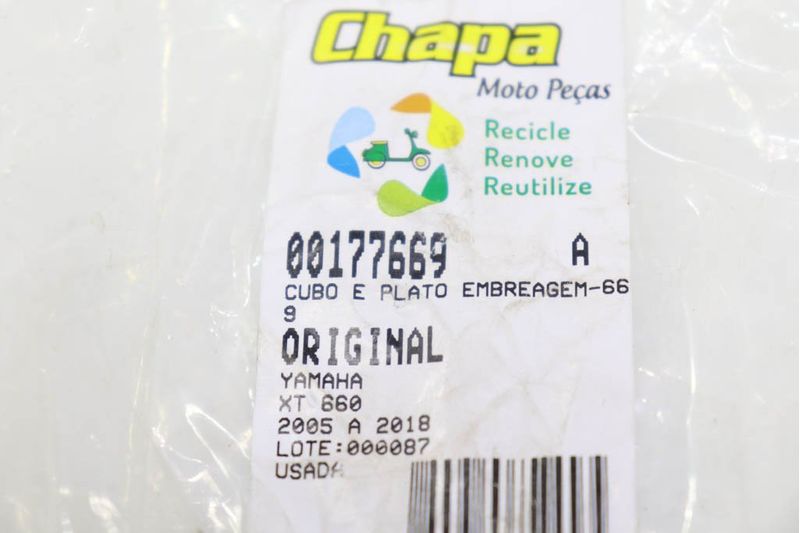 Chapa
Moto Peças
Recicle
Renove
Reutilize
00177669 A
CUBO E PLATO EMBREAGEM-66
9
ORIGINAL
YAMAHA
XT 660
2005 A 2018
LOTE:000087
USADA